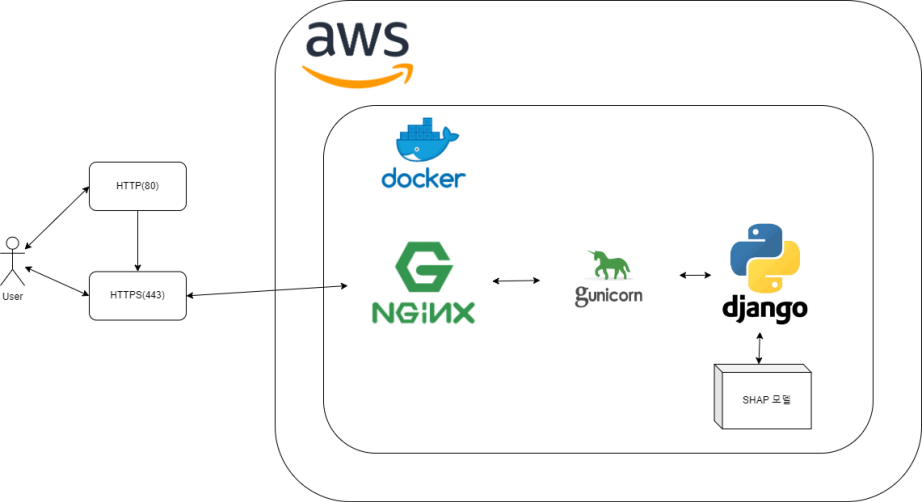 aws
docker
HTTP(80)
User
HTTPS(443)
NGiNX
gunicorn
django
SHAP 모델